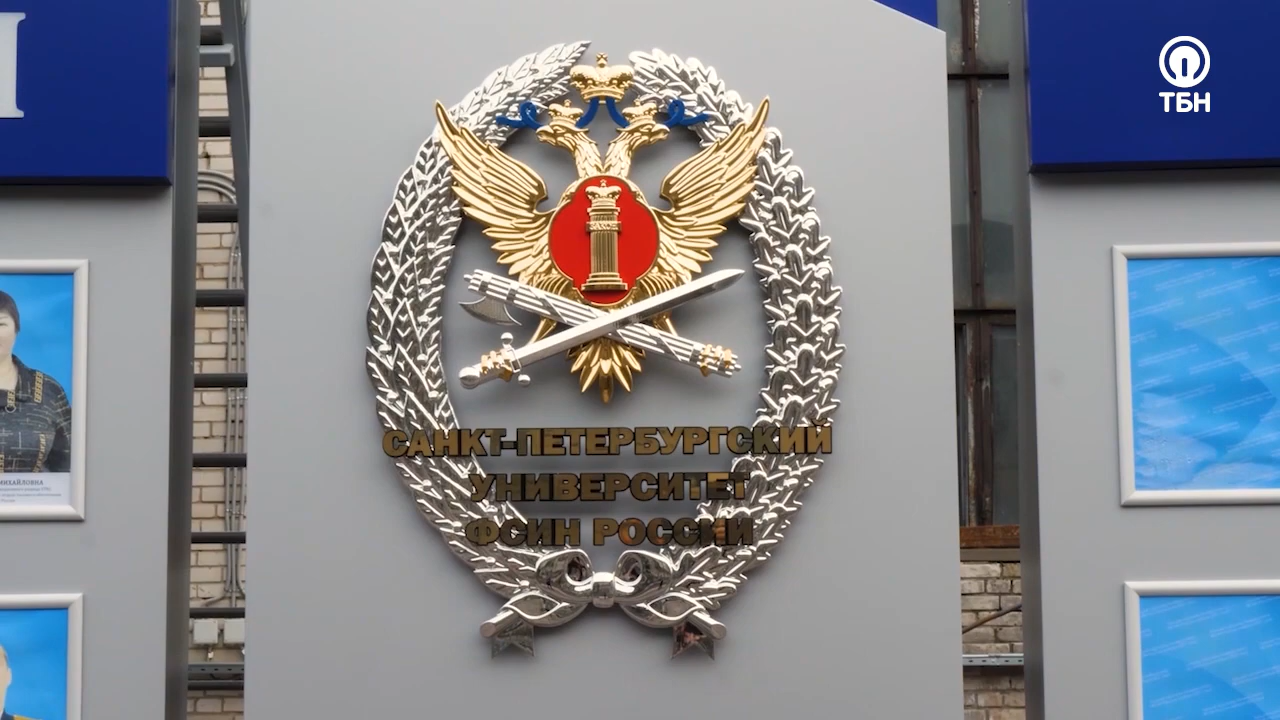 ТБН
САНКТ-ПЕТЕРБУРГСКИЙ
УНИВЕРСИТЕТ
ФСИН РОССИИ
МИХАЙЛОВНА